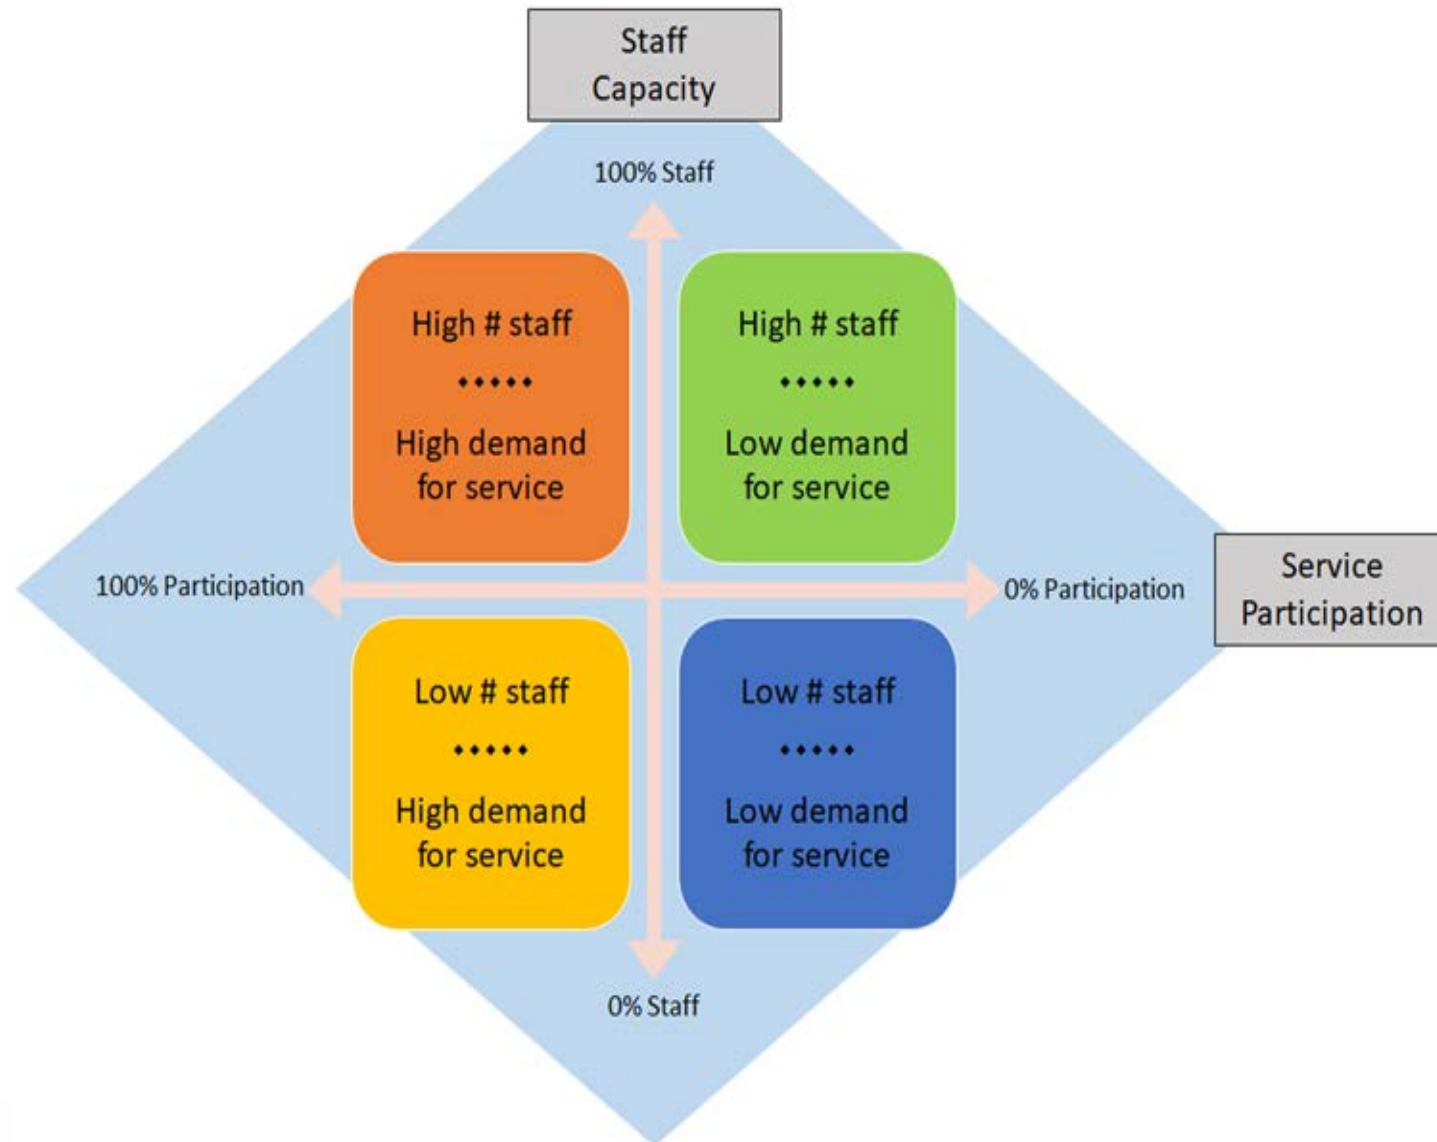 Staff
Capacity
100% Staff
High # staff
♦♦♦♦♦
High demand
for service
High # staff
♦♦♦♦♦
Low demand
for service
100% Participation
0% Participation
Service
Participation
Low # staff
♦♦♦♦♦
High demand
for service
Low # staff
♦♦♦♦♦
Low demand
for service
0% Staff